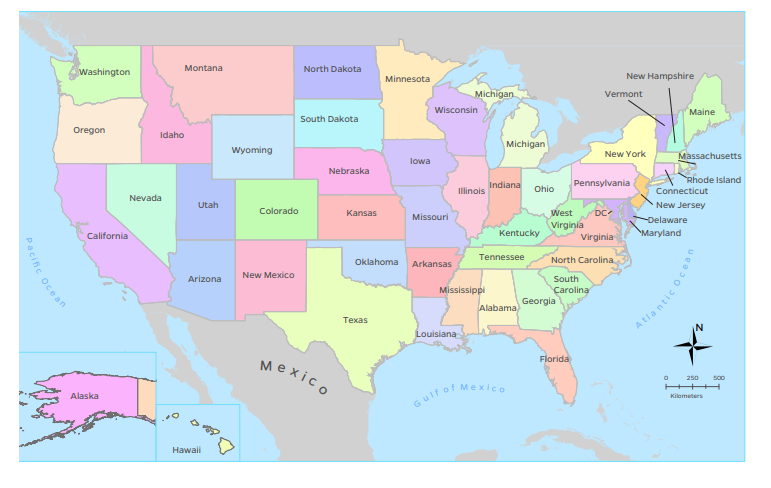 New Hampshire
Vermont
Washington
Montana
North Dakota
Minnesota
Michigan
Maine
Oregon
Idaho
South Dakota
Wisconsin
Wyoming
Michigan
New York
Massachusetts
Nebraska
Iowa
Illinois
Indiana
Ohio
Pennsylvania
Rhode Island
Connecticut
Nevada
Utah
Colorado
Kansas
Missouri
West
Virginia
DC
New Jersey
Delaware
Maryland
California
Kentucky
Virginia
Pacific Ocean
Arizona
New Mexico
Oklahoma
Arkansas
Tennessee
North Carolina
South
Carolina
Atlantic Ocean
Mississippi
Alabama
Georgia
Texas
Louisiana
Florida
N
Mexico
Gulf of Mexico
0 250 500
Kilometers
Alaska
Hawaii